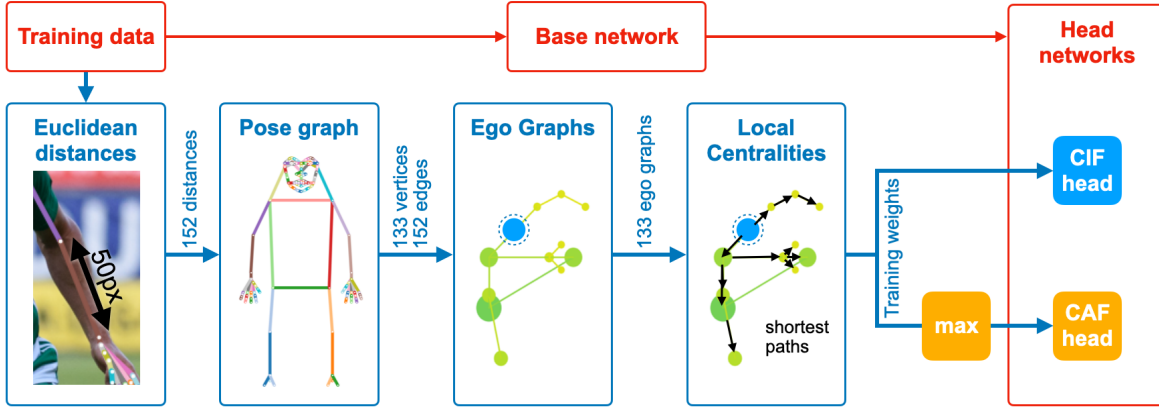 Training data
Base network
Head
networks
Euclidean
distances
50px
152 distances
Pose graph
133 vertices
152 edges
Ego Graphs
133 ego graphs
Local
Centralities
shortest
paths
Training weights
CIF
head
max
CAF
head